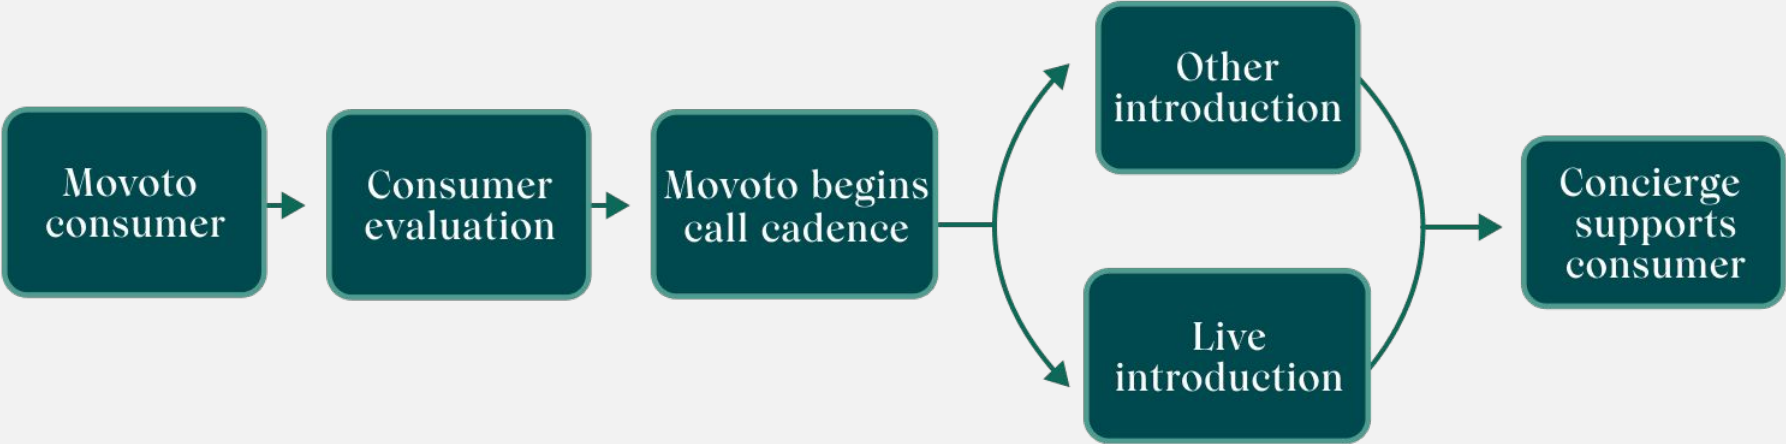 Movoto
consumer
Consumer
evaluation
Movoto begins
call cadence
Other
introduction
Live
introduction
Concierge
supports
consumer